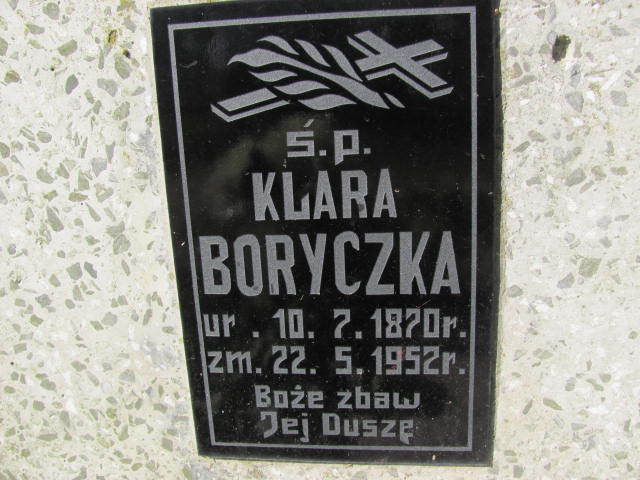 ś.p.
KLARA
BORYCZKA
ur. 10. 7. 1870r.
zm. 22. 5. 1952r.
Boże zbaw
Jej Duszę